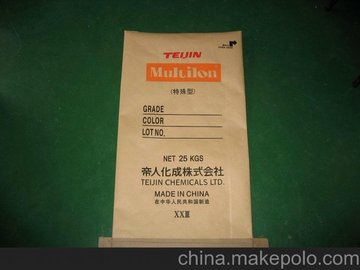 TEIJIN
Multilon
(特殊型)
GRADE
COLOR
LOT NO.
NET 25 KGS
帝人化成株式会社
TEIJIN CHEMICALS LTD.
MADE IN CHINA
在中华人民共和国制造
XXⅢ
china.makepolo.com